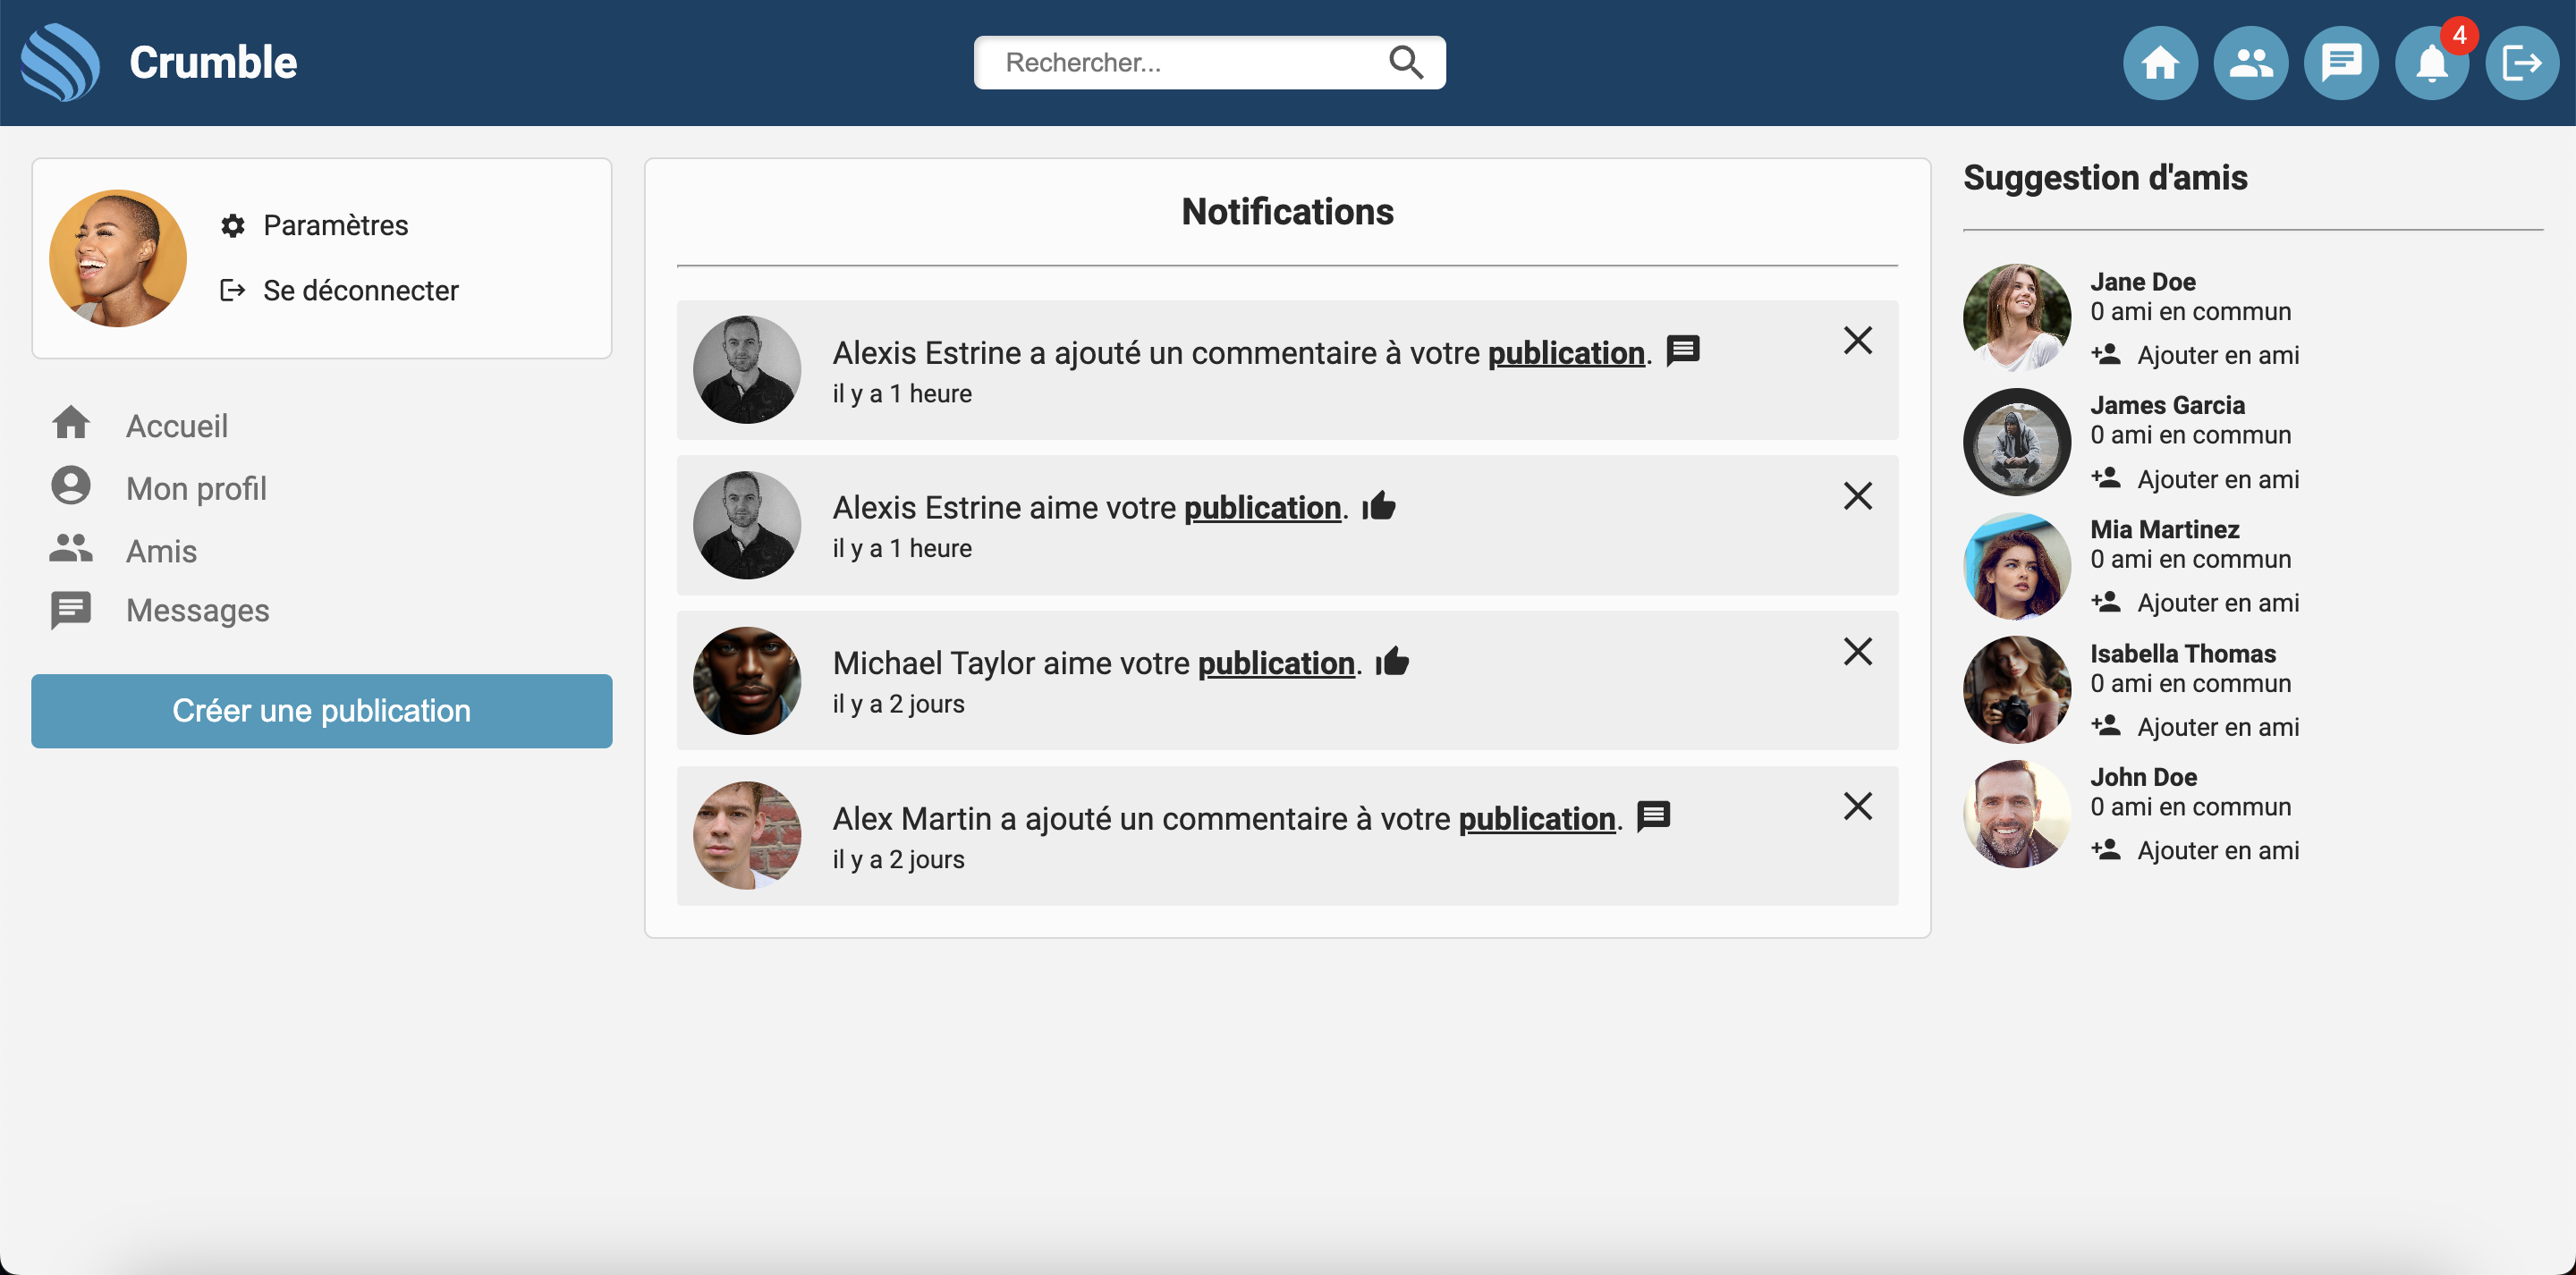 Crumble
Rechercher...
4
Paramètres
Se déconnecter
Accueil
Mon profil
Amis
Messages
Créer une publication
Notifications
Alexis Estrine a ajouté un commentaire à votre publication.
il y a 1 heure
Alexis Estrine aime votre publication.
il y a 1 heure
Michael Taylor aime votre publication.
il y a 2 jours
Alex Martin a ajouté un commentaire à votre publication.
il y a 2 jours
Suggestion d'amis
Jane Doe
0 ami en commun
Ajouter en ami
James Garcia
0 ami en commun
Ajouter en ami
Mia Martinez
0 ami en commun
Ajouter en ami
Isabella Thomas
0 ami en commun
Ajouter en ami
John Doe
0 ami en commun
Ajouter en ami